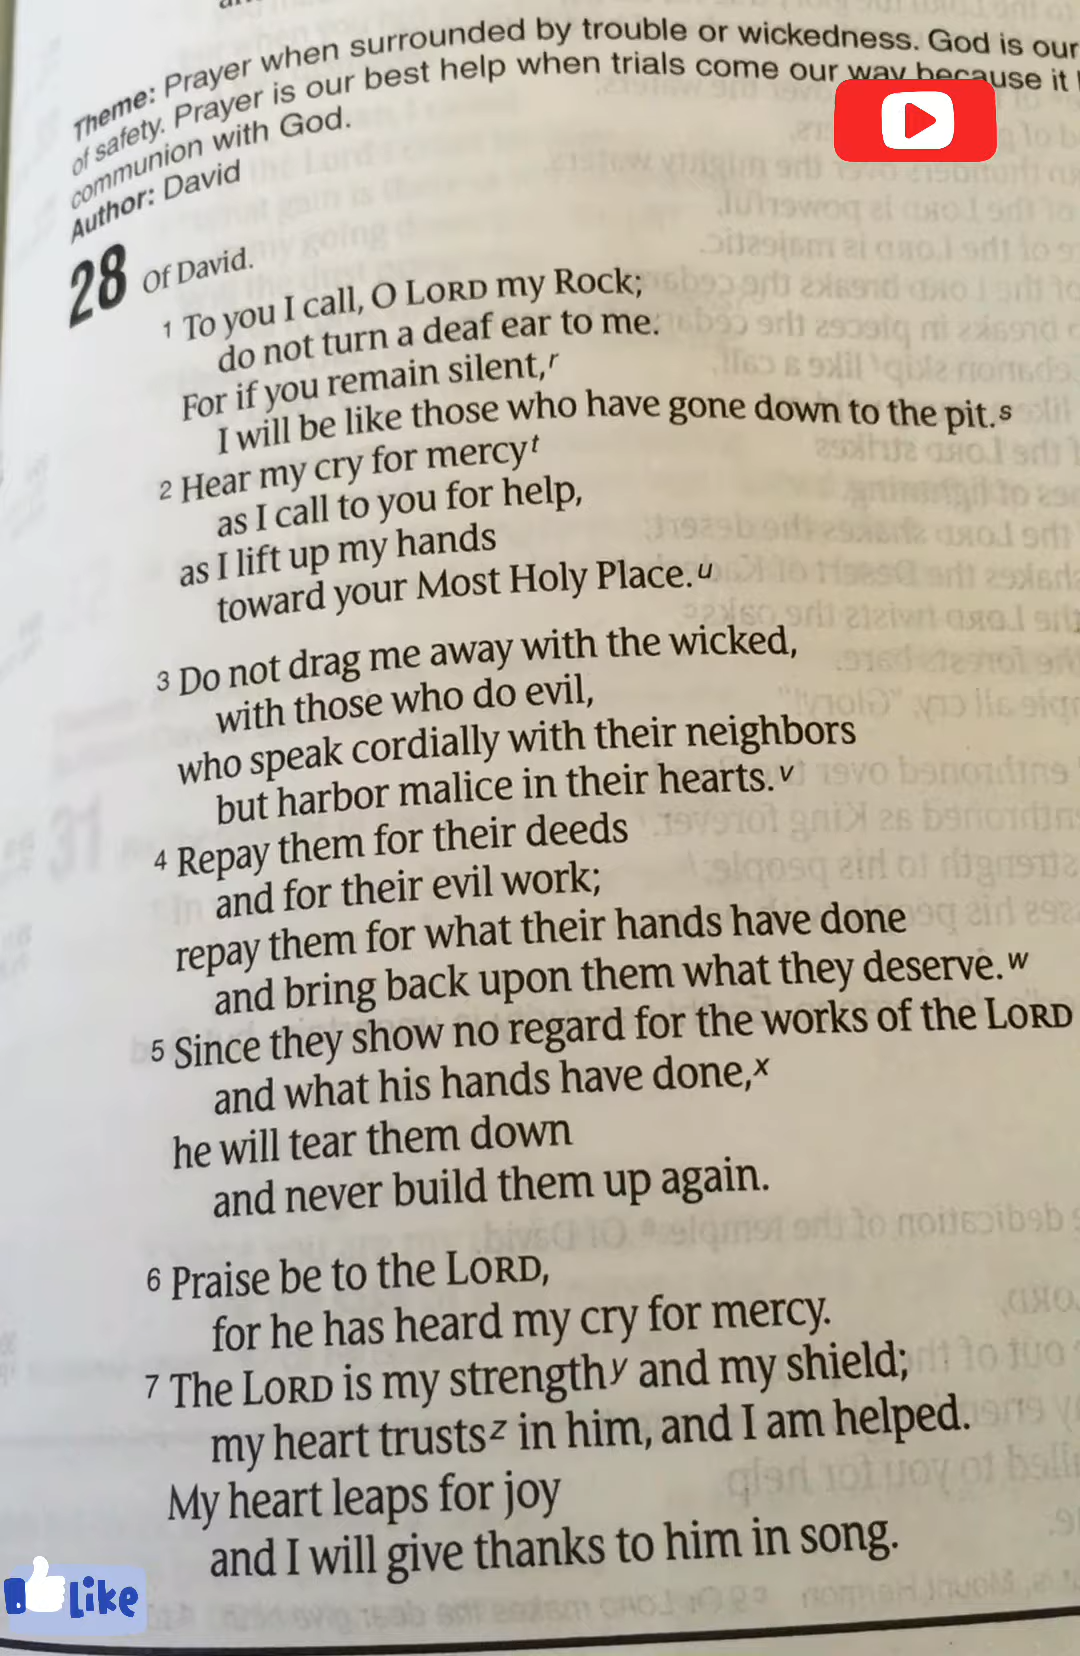 Theme: Prayer when surrounded by trouble or wickedness. God is our
of safety. Prayer is our best help when trials come our way because it
communion with God.
Author: David
28 Of David.
1 To you I call, O LORD my Rock;
do not turn a deaf ear to me.
For if you remain silent,r
I will be like those who have gone down to the pit.s
2 Hear my cry for mercyt
as I call to you for help,
as I lift up my hands
toward your Most Holy Place.u
3 Do not drag me away with the wicked,
with those who do evil,
who speak cordially with their neighbors
but harbor malice in their hearts.v
4 Repay them for their deeds
and for their evil work;
repay them for what their hands have done
and bring back upon them what they deserve.w
5 Since they show no regard for the works of the LORD
and what his hands have done,x
he will tear them down
and never build them up again.
6 Praise be to the LORD,
for he has heard my cry for mercy.
7 The LORD is my strengthy and my shield;
my heart trustsz in him, and I am helped.
My heart leaps for joy
and I will give thanks to him in song.
like